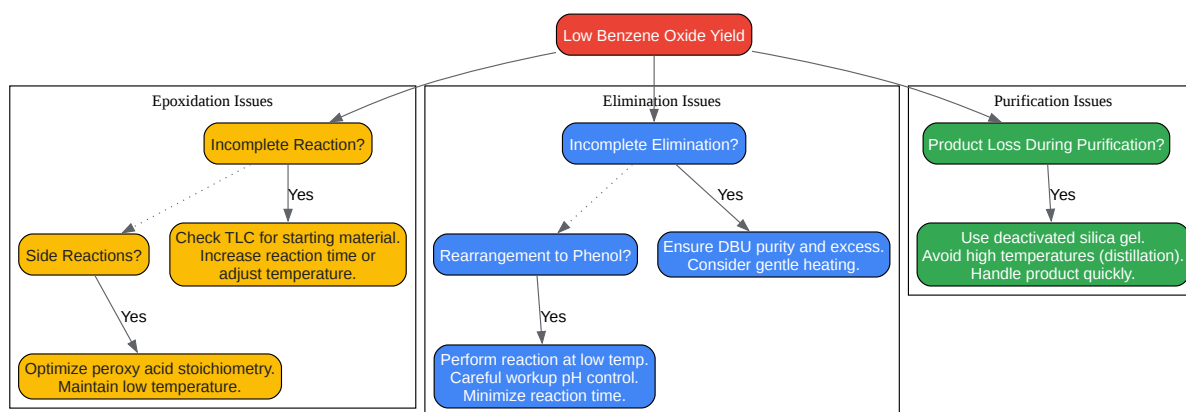 Low Benzene Oxide Yield
Epoxidation Issues
Incomplete Reaction?
Yes
Check TLC for starting material.
Increase reaction time or
adjust temperature.
Side Reactions?
Yes
Optimize peroxy acid stoichiometry.
Maintain low temperature.
Elimination Issues
Incomplete Elimination?
Yes
Ensure DBU purity and excess.
Consider gentle heating.
Rearrangement to Phenol?
Yes
Perform reaction at low temp.
Careful workup pH control.
Minimize reaction time.
Purification Issues
Product Loss During Purification?
Yes
Use deactivated silica gel.
Avoid high temperatures (distillation).
Handle product quickly.